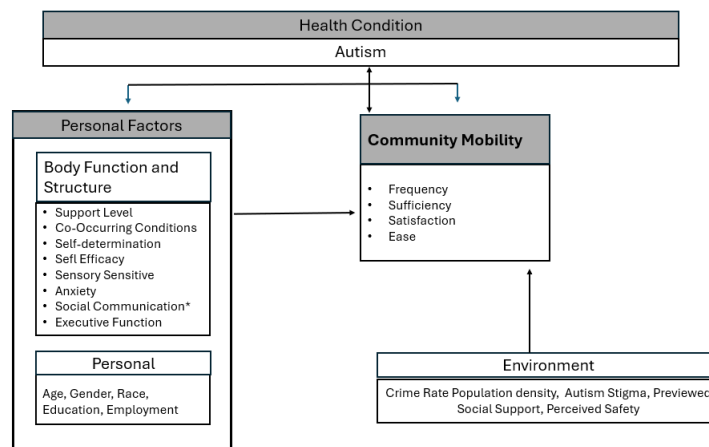 Health Condition
Autism
Personal Factors
Body Function and
Structure
• Support Level
• Co-Occurring Conditions
• Self-determination
• Sefl Efficacy
• Sensory Sensitive
• Anxiety
• Social Communication*
• Executive Function
Personal
Age, Gender, Race,
Education, Employment
Community Mobility
• Frequency
• Sufficiency
• Satisfaction
• Ease
Environment
Crime Rate Population density, Autism Stigma, Previewed
Social Support, Perceived Safety